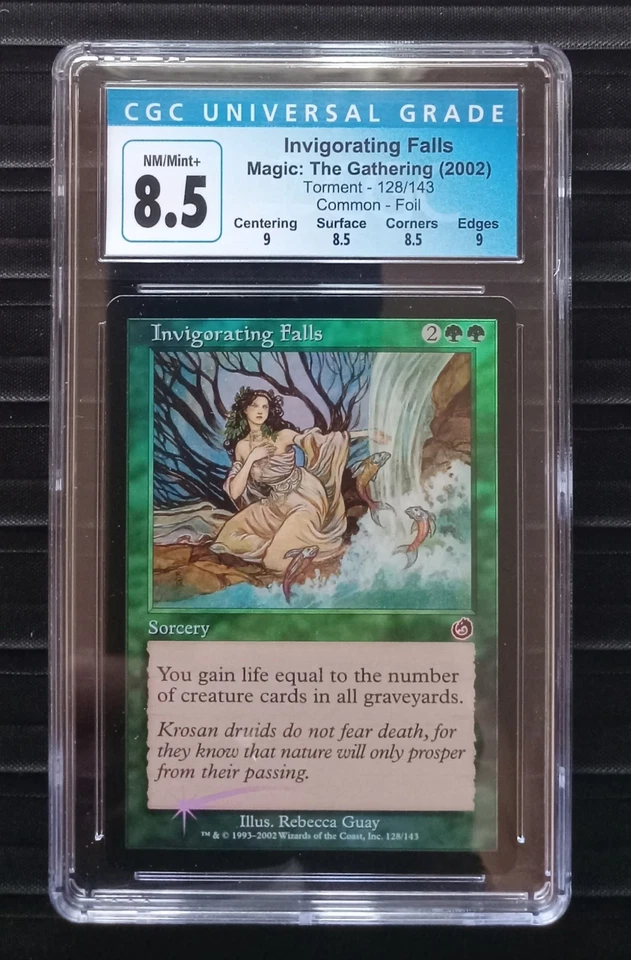 CGC UNIVERSAL GRADE
NM/Mint+
8.5
Invigorating Falls
Magic: The Gathering (2002)
Torment - 128/143
Common - Foil
Centering Surface Corners Edges
9 8.5 8.5 9
Invigorating Falls 2
Sorcery
You gain life equal to the number
of creature cards in all graveyards.
Krosan druids do not fear death, for
they know that nature will only prosper
from their passing.
Illus. Rebecca Guay
™ & © 1993–2002 Wizards of the Coast, Inc. 128/143